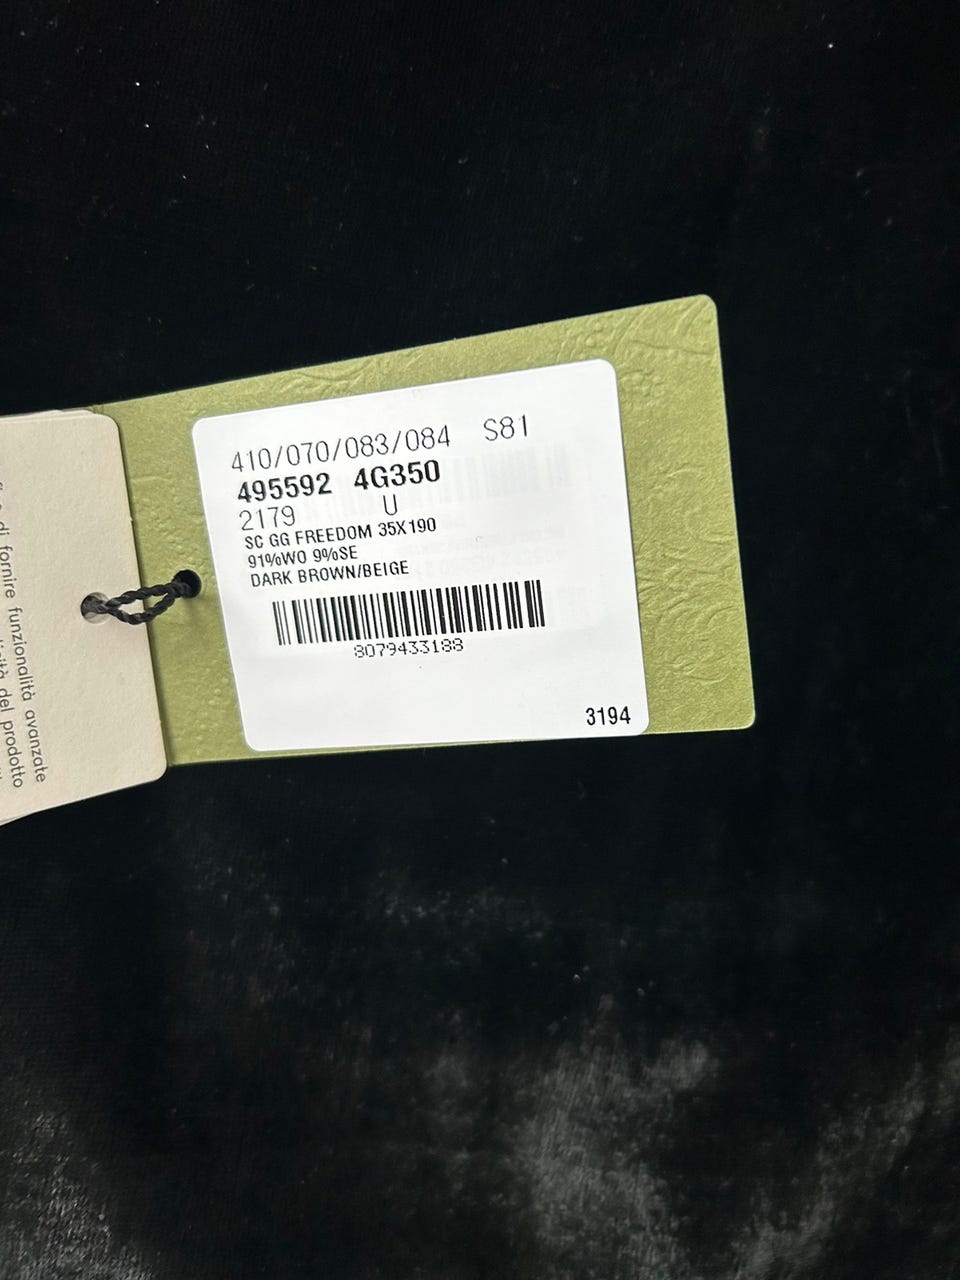 410/070/083/084 S81
495592 4G350
2179 U
SC GG FREEDOM 35X190
91%WO 9%SE
DARK BROWN/BEIGE
8079433188
3194
di fornire funzionalità avanzate
del prodotto